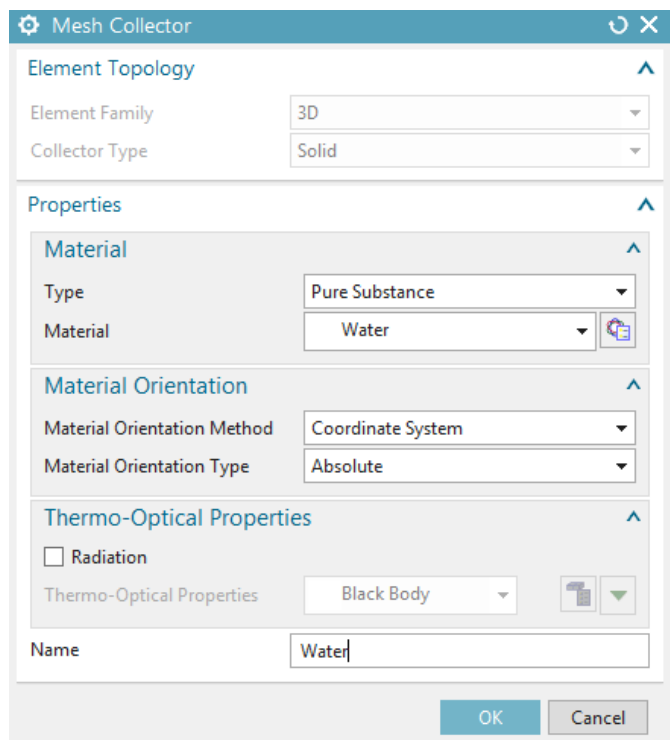 Mesh Collector
Element Topology
Element Family 3D
Collector Type Solid
Properties
Material
Type Pure Substance
Material Water
Material Orientation
Material Orientation Method Coordinate System
Material Orientation Type Absolute
Thermo-Optical Properties
Radiation
Thermo-Optical Properties Black Body
Name Water
OK Cancel